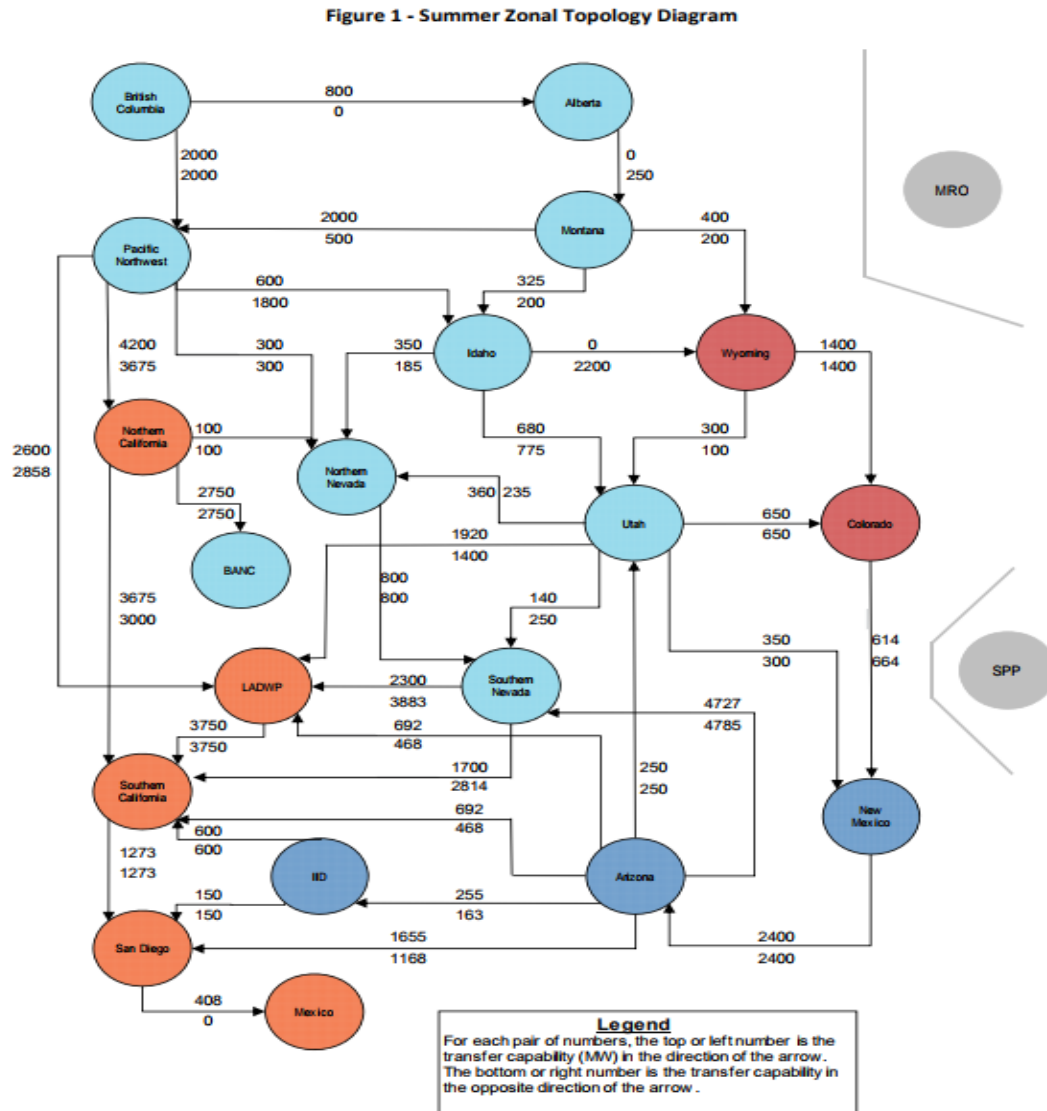 Figure 1 - Summer Zonal Topology Diagram
British
Columbia
800
0
Alberta
2000
2000
0
250
MRO
Pacific
Northwest
2000
500
Montana
400
200
600
1800
325
200
4200
3675
300
300
350
185
Idaho
0
2200
Wyoming
1400
1400
Northern
California
100
100
680
775
300
100
2600
2858
Northern
Nevada
360 235
2750
2750
Utah
650
650
Colorado
BANC
1920
1400
800
800
3675
3000
140
250
350
300
614
664
SPP
LADWP
2300
3883
Southern
Nevada
4727
4785
3750
3750
692
468
Southern
California
1700
2814
250
250
New
Mexico
600
600
692
468
1273
1273
IID
Arizona
150
150
255
163
San Diego
1655
1168
2400
2400
408
0
Mexico
Legend
For each pair of numbers, the top or left number is the
transfer capability (MW) in the direction of the arrow.
The bottom or right number is the transfer capability in
the opposite direction of the arrow.